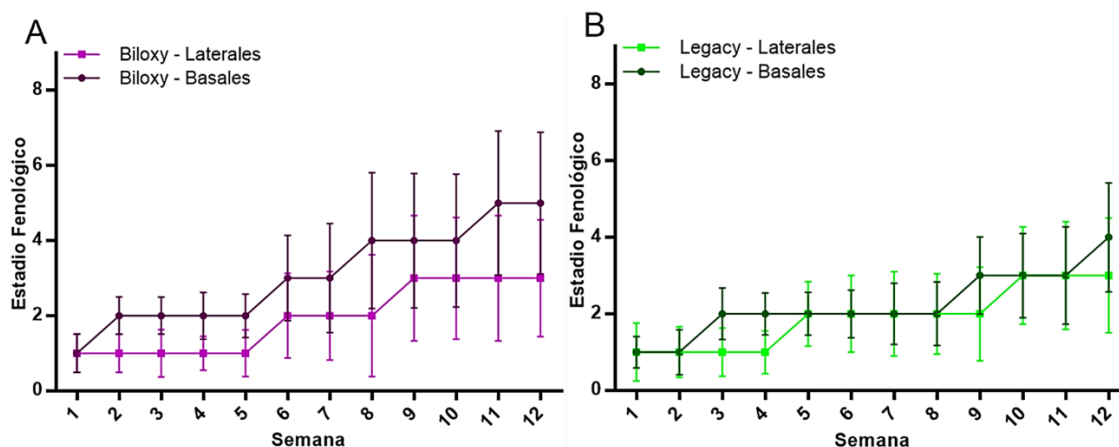 A
Biloxy - Laterales
Biloxy - Basales
Estadio Fenológico
8
6
4
2
0
1 2 3 4 5 6 7 8 9 10 11 12
Semana
B
Legacy - Laterales
Legacy - Basales
Estadio Fenológico
8
6
4
2
0
1 2 3 4 5 6 7 8 9 10 11 12
Semana